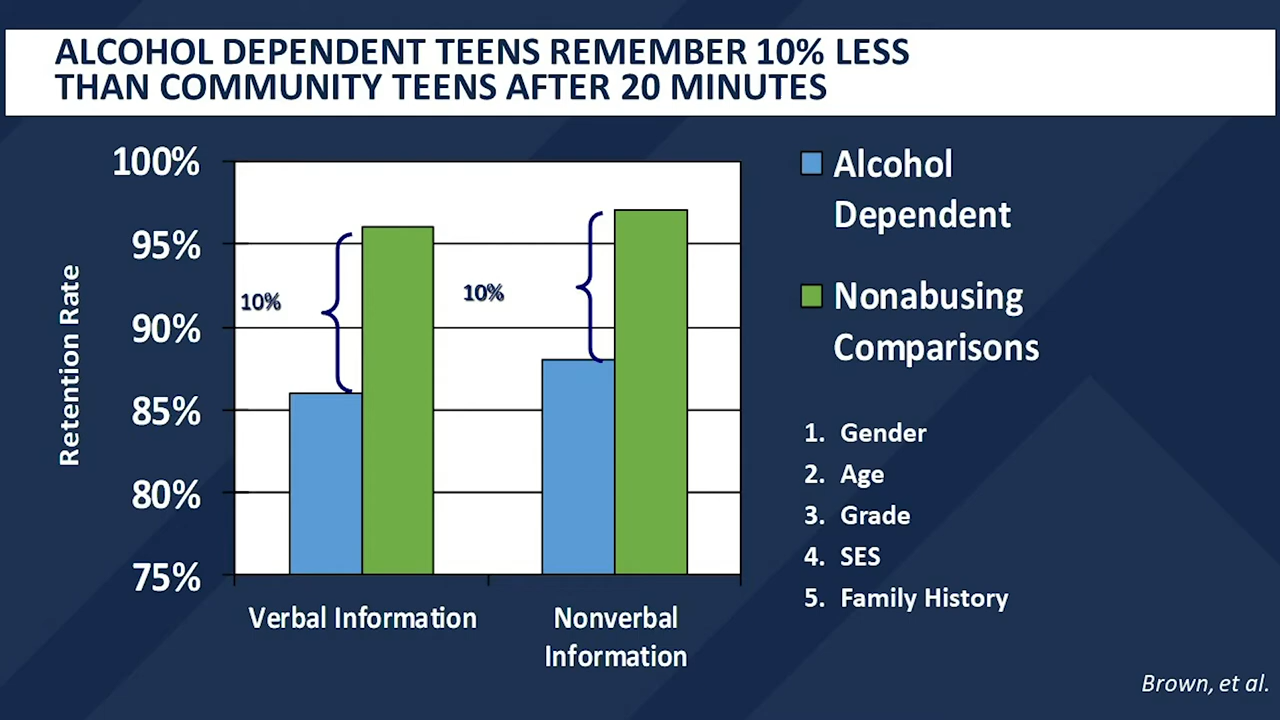 ALCOHOL DEPENDENT TEENS REMEMBER 10% LESS
THAN COMMUNITY TEENS AFTER 20 MINUTES
100%
95%
90%
85%
80%
75%
Retention Rate
10%
10%
Verbal Information
Nonverbal
Information
Alcohol
Dependent
Nonabusing
Comparisons
1. Gender
2. Age
3. Grade
4. SES
5. Family History
Brown, et al.